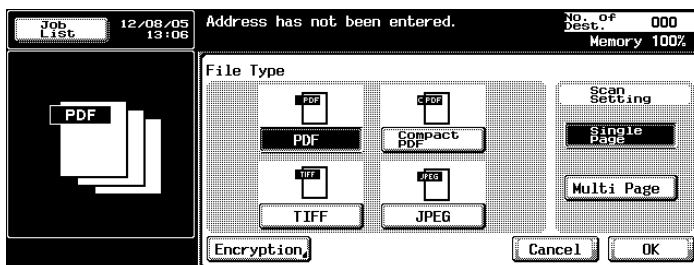 Job List
12/08/05
13:06
Address has not been entered.
No. of Dest. 000
Memory 100%
File Type
PDF
PDF
PDF
C PDF
Compact PDF
TIFF
TIFF
JPEG
JPEG
Scan Setting
Single Page
Multi Page
Encryption
Cancel
OK